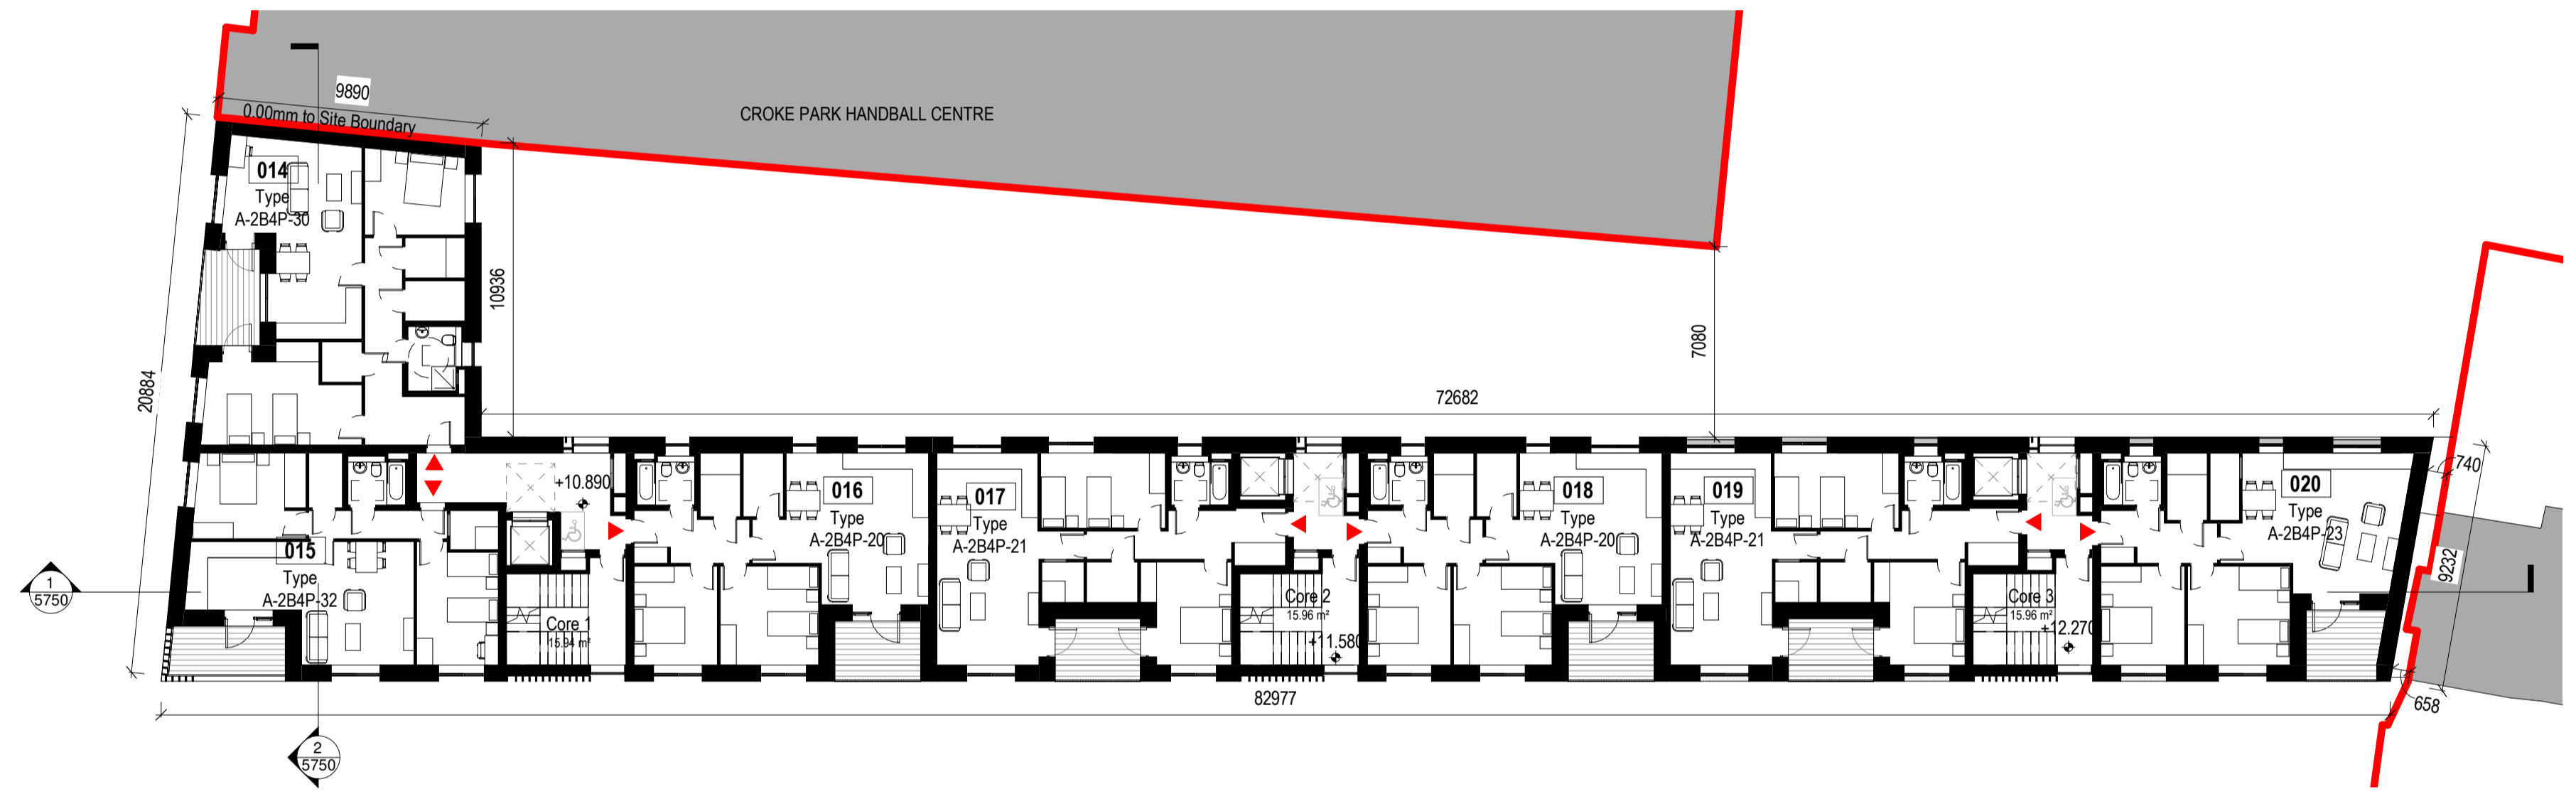 9890
0.00mm to Site Boundary
CROKE PARK HANDBALL CENTRE
014
Type
A-2B4P-30
10936
7080
20884
72682
+10.890
015
Type
A-2B4P-32
Core 1
15.94 m²
016
Type
A-2B4P-20
017
Type
A-2B4P-21
Core 2
15.96 m²
+11.580
018
Type
A-2B4P-20
019
Type
A-2B4P-21
Core 3
15.96 m²
+12.270
020
Type
A-2B4P-23
740
9232
658
82977
1
5750
2
5750